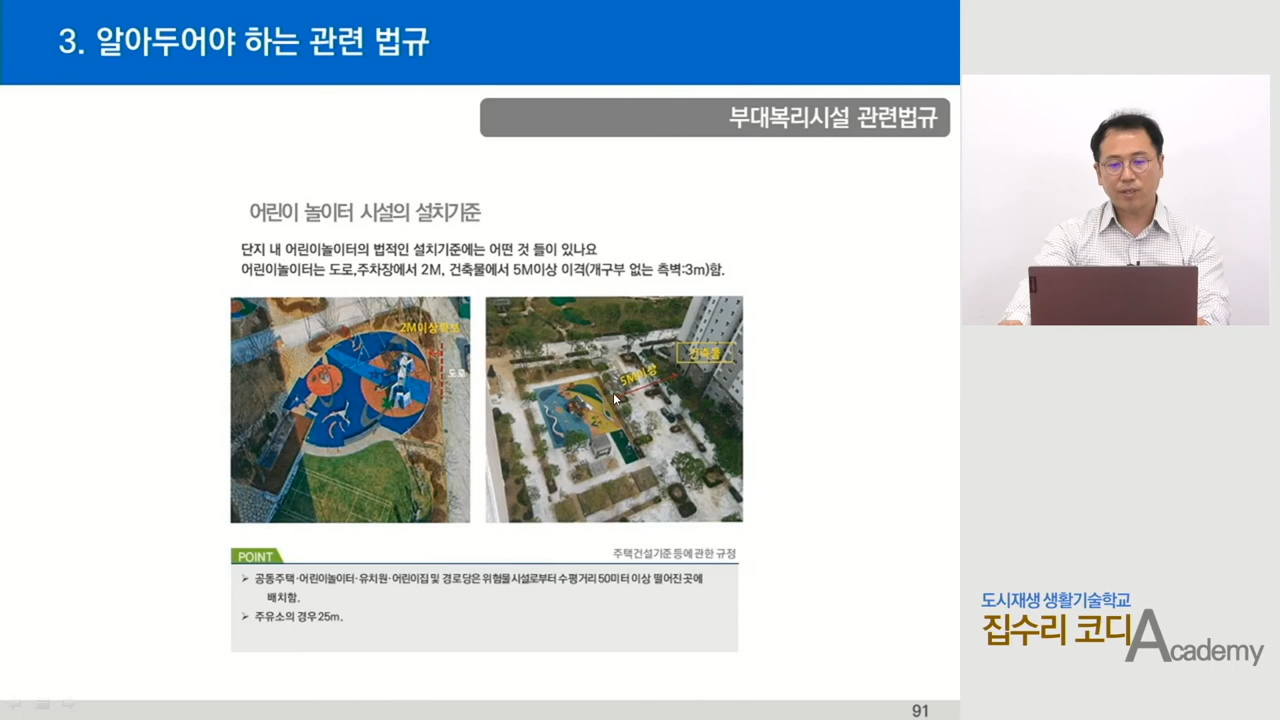 3. 알아두어야 하는 관련 법규
부대복리시설 관련법규
어린이 놀이터 시설의 설치기준
단지 내 어린이놀이터의 법적인 설치기준에는 어떤 것 들이 있나요
어린이놀이터는 도로,주차장에서 2M, 건축물에서 5M이상 이격(개구부 없는 측벽:3m)함.
2M이상확보
도로
건축물
5M이상
POINT
주택건설기준 등에 관한 규정
➢ 공동주택·어린이놀이터·유치원·어린이집 및 경로당은 위험물시설로부터 수평거리 50미터 이상 떨어진 곳에
배치함.
➢ 주유소의 경우 25m.
91
도시재생 생활기술학교
집수리 코디 Academy